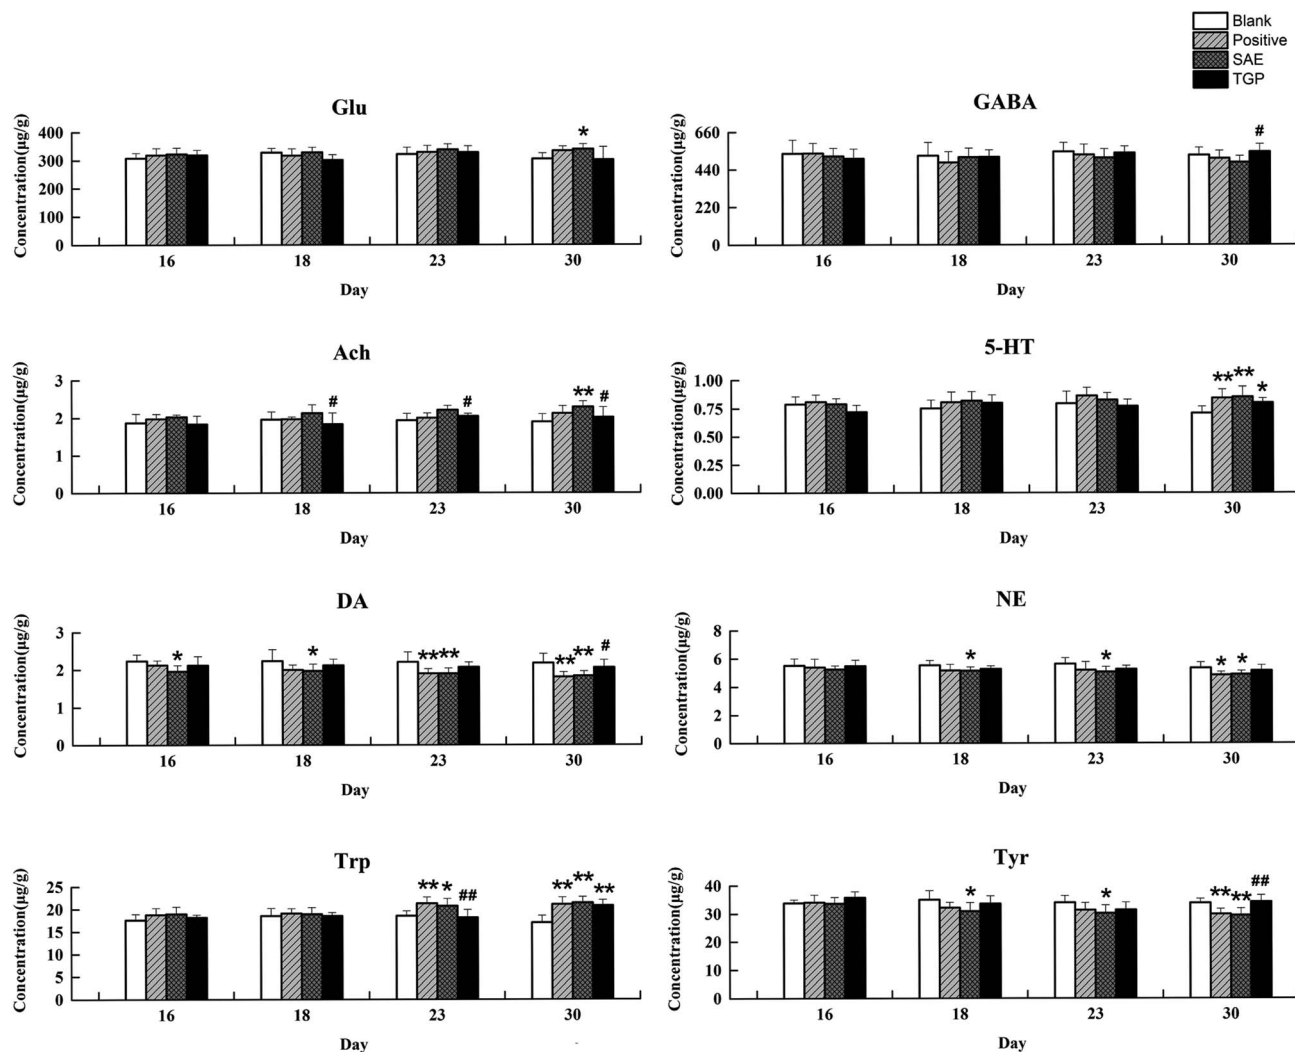 Blank
Positive
SAE
TGP
Glu
Concentration(μg/g)
400
300
200
100
0
*
16 18 23 30
Day
GABA
Concentration(μg/g)
660
440
220
0
#
16 18 23 30
Day
Ach
Concentration(μg/g)
3
2
1
0
# # ** #
16 18 23 30
Day
5-HT
Concentration(μg/g)
1.00
0.75
0.50
0.25
0.00
** ** *
16 18 23 30
Day
DA
Concentration(μg/g)
3
2
1
0
* * ** ** ** ** #
16 18 23 30
Day
NE
Concentration(μg/g)
8
6
4
2
0
* * * *
16 18 23 30
Day
Trp
Concentration(μg/g)
25
20
15
10
5
0
** * ## ** ** **
16 18 23 30
Day
Tyr
Concentration(μg/g)
40
30
20
10
0
* * ** ** ##
16 18 23 30
Day